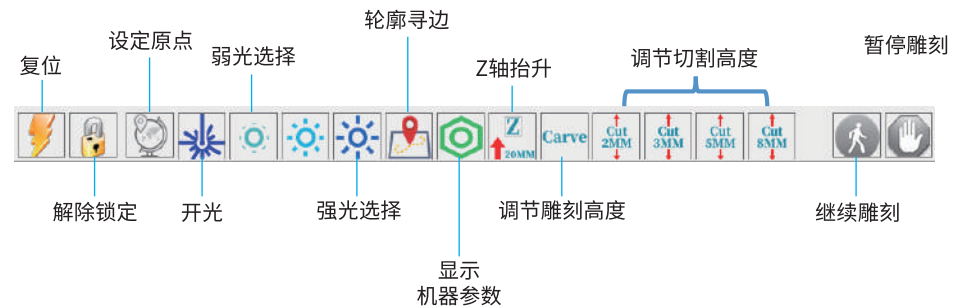 轮廓寻边
设定原点
暂停雕刻
弱光选择
调节切割高度
复位
Z轴抬升
Z
20MM
Carve
Cut
2MM
Cut
3MM
Cut
5MM
Cut
8MM
解除锁定
开光
强光选择
调节雕刻高度
继续雕刻
显示
机器参数